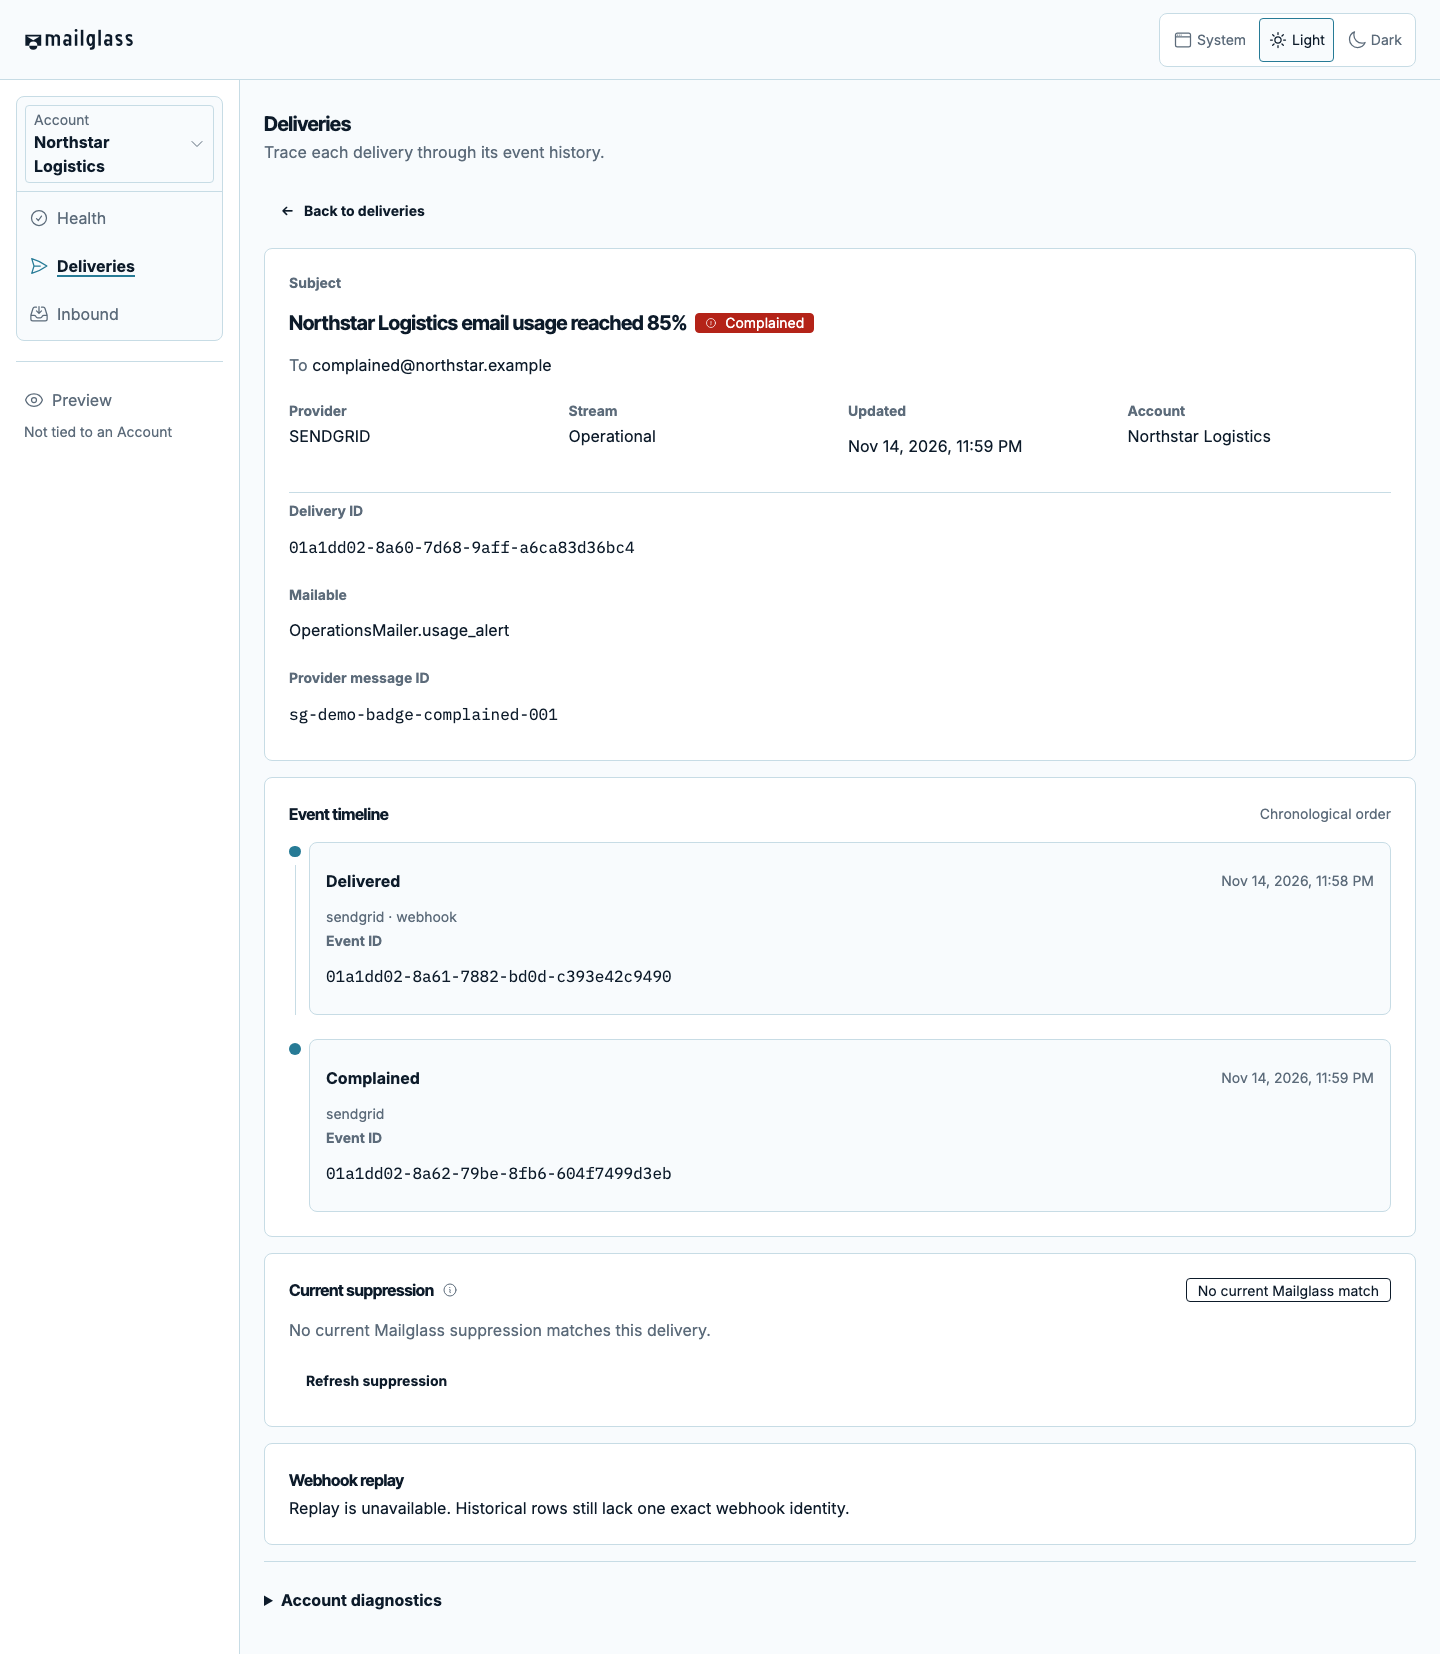 mailglass
System
Light
Dark
Account
Northstar
Logistics
Health
Deliveries
Inbound
Preview
Not tied to an Account
Deliveries
Trace each delivery through its event history.
← Back to deliveries
Subject
Northstar Logistics email usage reached 85% Complained
To complained@northstar.example
Provider
SENDGRID
Stream
Operational
Updated
Nov 14, 2026, 11:59 PM
Account
Northstar Logistics
Delivery ID
01a1dd02-8a60-7d68-9aff-a6ca83d36bc4
Mailable
OperationsMailer.usage_alert
Provider message ID
sg-demo-badge-complained-001
Event timeline
Chronological order
Delivered
Nov 14, 2026, 11:58 PM
sendgrid · webhook
Event ID
01a1dd02-8a61-7882-bd0d-c393e42c9490
Complained
Nov 14, 2026, 11:59 PM
sendgrid
Event ID
01a1dd02-8a62-79be-8fb6-604f7499d3eb
Current suppression
No current Mailglass match
No current Mailglass suppression matches this delivery.
Refresh suppression
Webhook replay
Replay is unavailable. Historical rows still lack one exact webhook identity.
Account diagnostics